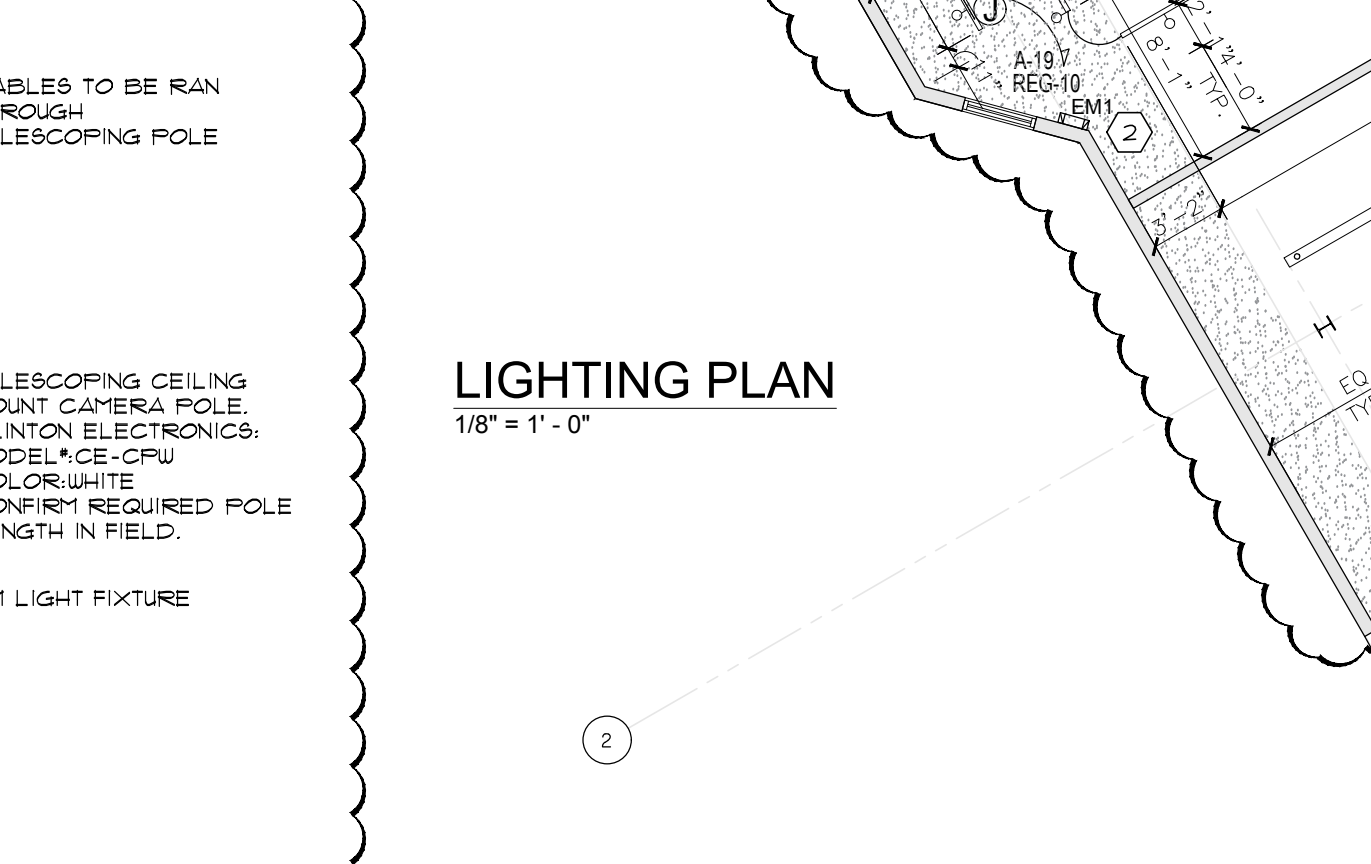 ABLES TO BE RAN
ROUGH
LESCOPING POLE
LESCOPING CEILING
OUNT CAMERA POLE.
LINTON ELECTRONICS:
ODEL#:CE-CPW
OLOR:WHITE
ONFIRM REQUIRED POLE
NGTH IN FIELD.
LIGHT FIXTURE
LIGHTING PLAN
1/8" = 1' - 0"
2
J
A-19
REG-10
EM1
2
8'-1"
4'-0"
TYP.
3'-2"
EQ